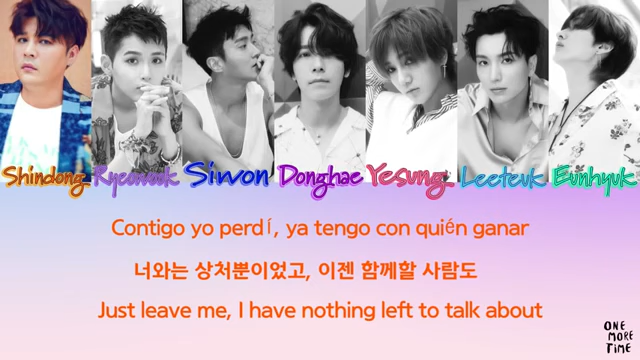 Shindong Ryeowook Siwon Donghae Yesung Leeteuk Eunhyuk
Contigo yo perdí, ya tengo con quién ganar
너와는 상처뿐이었고, 이젠 함께할 사람도
Just leave me, I have nothing left to talk about
ONE
MORE
TIME